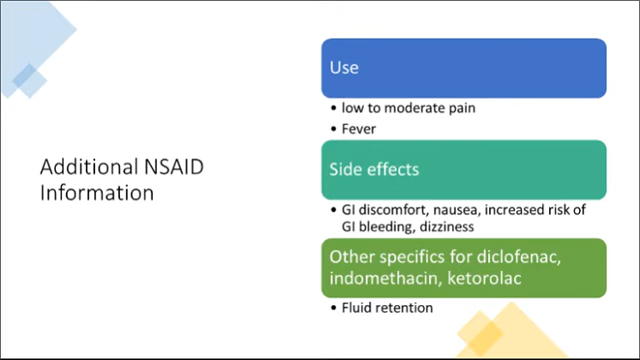 Additional NSAID
Information
Use
• low to moderate pain
• Fever
Side effects
• GI discomfort, nausea, increased risk of
GI bleeding, dizziness
Other specifics for diclofenac,
indomethacin, ketorolac
• Fluid retention